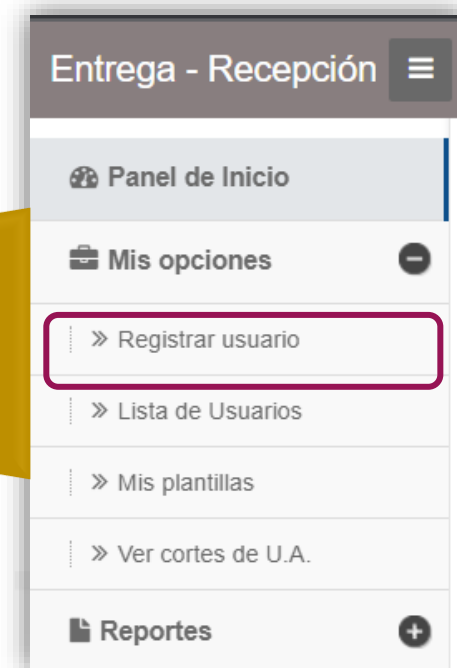 Entrega - Recepción
Panel de Inicio
Mis opciones
» Registrar usuario
» Lista de Usuarios
» Mis plantillas
» Ver cortes de U.A.
Reportes